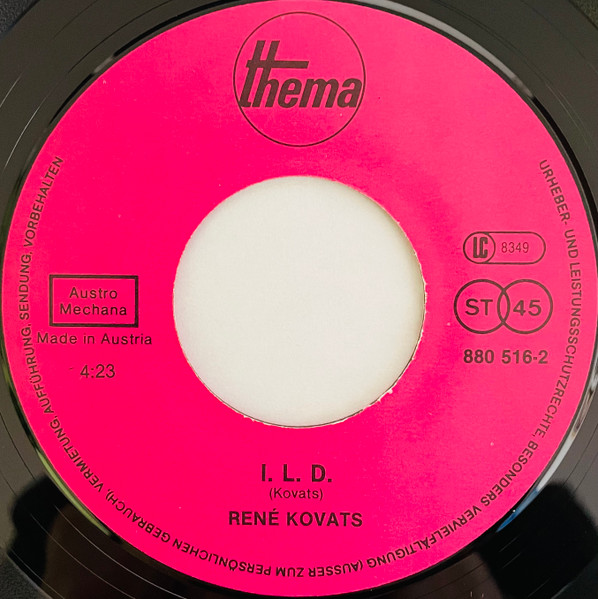 thema
URHEBER- UND LEISTUNGSSCHUTZRECHTE, BESONDERS VERVIELFÄLTIGUNG (AUSSER ZUM PERSÖNLICHEN GEBRAUCH), VERMIETUNG, AUFFÜHRUNG, SENDUNG, VORBEHALTEN
LC 8349
Austro
Mechana
ST 45
Made in Austria
880 516-2
4:23
I. L. D.
(Kovats)
RENÉ KOVATS